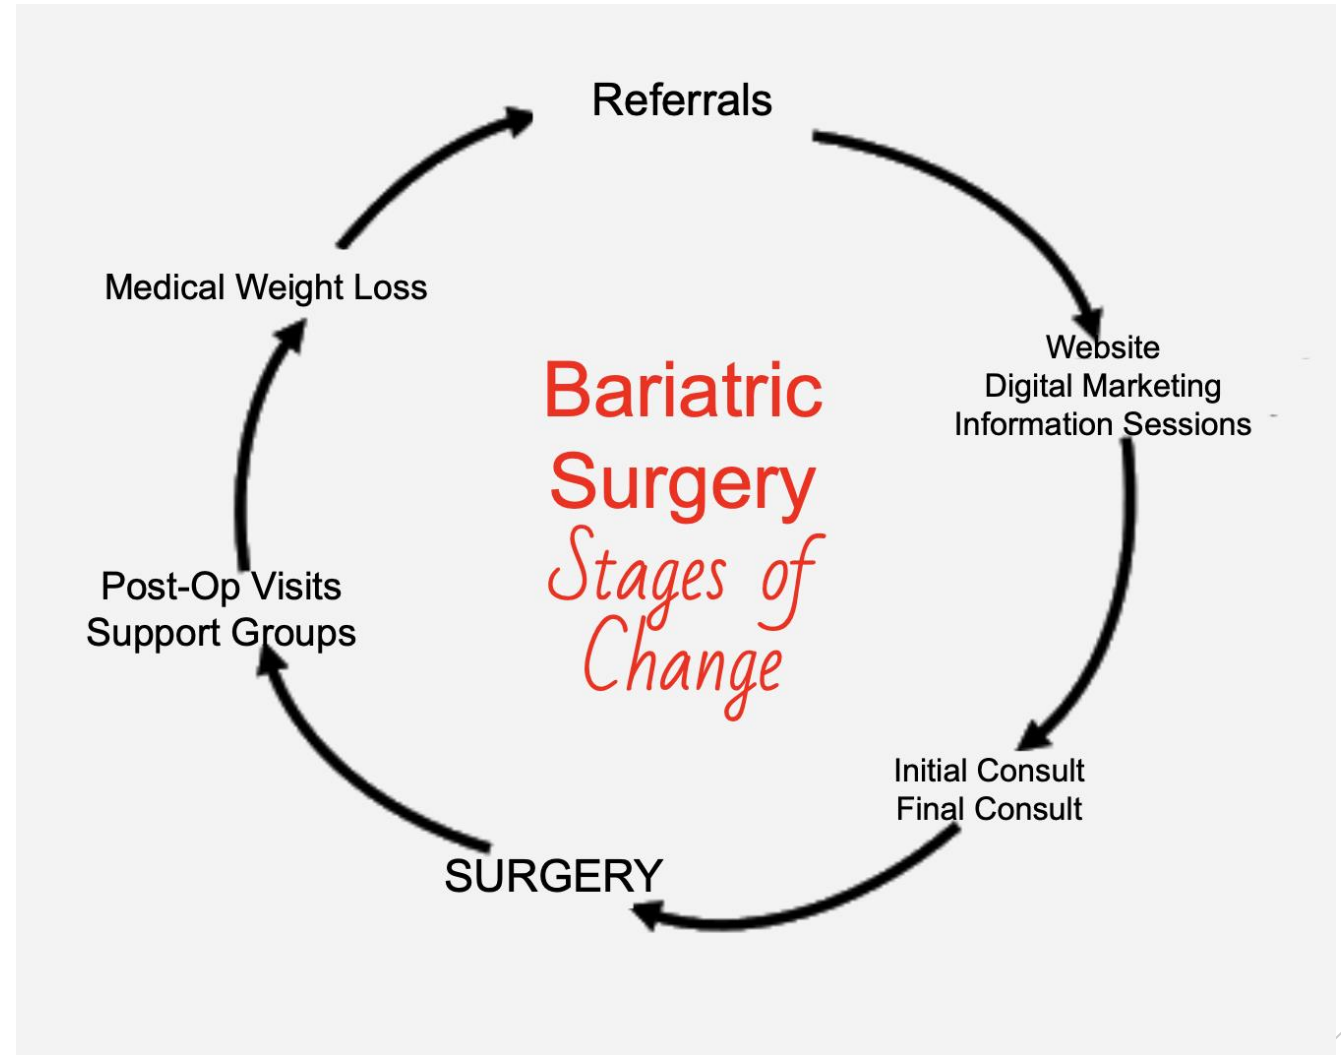 Referrals
Website
Digital Marketing
Information Sessions
Initial Consult
Final Consult
SURGERY
Post-Op Visits
Support Groups
Medical Weight Loss
Bariatric
Surgery
Stages of
Change